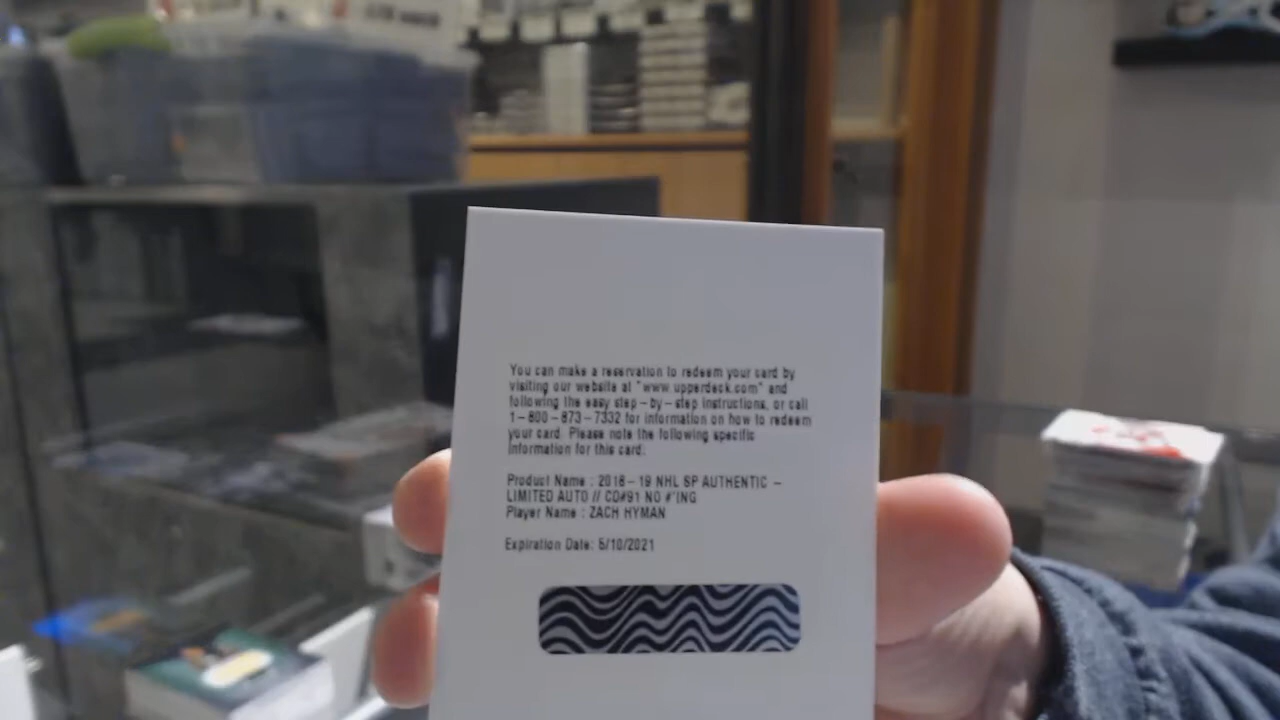 You can make a reservation to redeem your card by
visiting our website at "www.upperdeck.com" and
following the easy step-by-step instructions, or call
1-800-873-7332 for information on how to redeem
your card. Please note the following specific
information for this card:
Product Name : 2018-19 NHL SP AUTHENTIC -
LIMITED AUTO // CC#91 NO #'ING
Player Name : ZACH HYMAN
Expiration Date: 5/10/2021